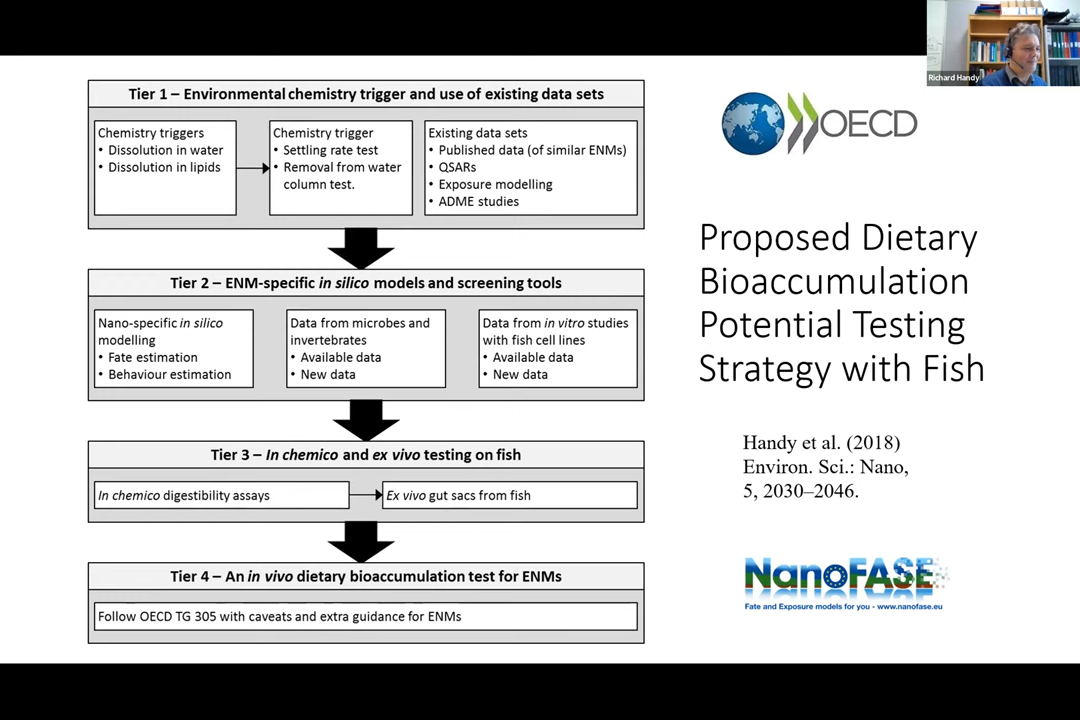 Tier 1 – Environmental chemistry trigger and use of existing data sets
Chemistry triggers
• Dissolution in water
• Dissolution in lipids
Chemistry trigger
• Settling rate test
• Removal from water
column test.
Existing data sets
• Published data (of similar ENMs)
• QSARs
• Exposure modelling
• ADME studies
Tier 2 – ENM-specific in silico models and screening tools
Nano-specific in silico
modelling
• Fate estimation
• Behaviour estimation
Data from microbes and
invertebrates
• Available data
• New data
Data from in vitro studies
with fish cell lines
• Available data
• New data
Tier 3 – In chemico and ex vivo testing on fish
In chemico digestibility assays
Ex vivo gut sacs from fish
Tier 4 – An in vivo dietary bioaccumulation test for ENMs
Follow OECD TG 305 with caveats and extra guidance for ENMs
Richard Handy
OECD
Proposed Dietary
Bioaccumulation
Potential Testing
Strategy with Fish
Handy et al. (2018)
Environ. Sci.: Nano,
5, 2030–2046.
NanoFASE
Fate and Exposure models for you - www.nanofase.eu